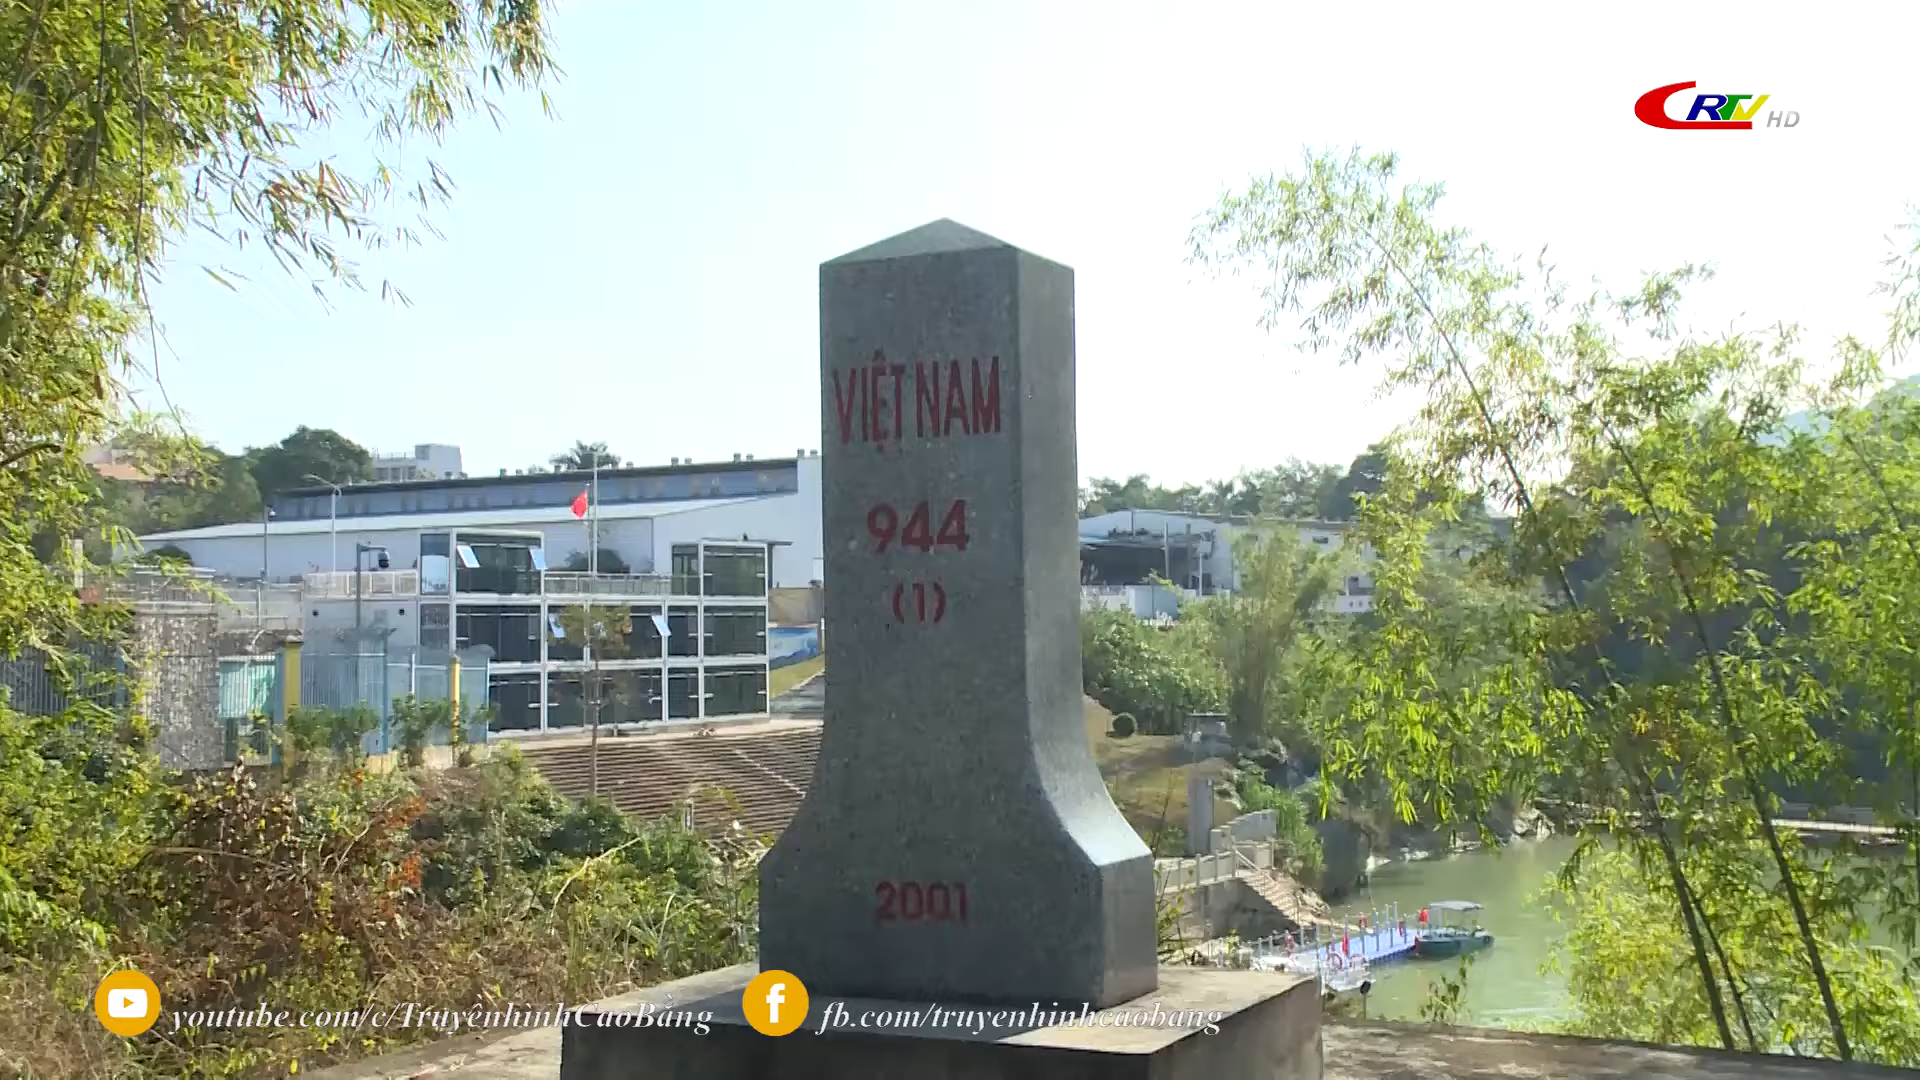 CRTV HD
VIỆT NAM
944
(1)
2001
youtube.com/c/TruyềnhìnhCaoBằng
fb.com/truyenhinhcaobang